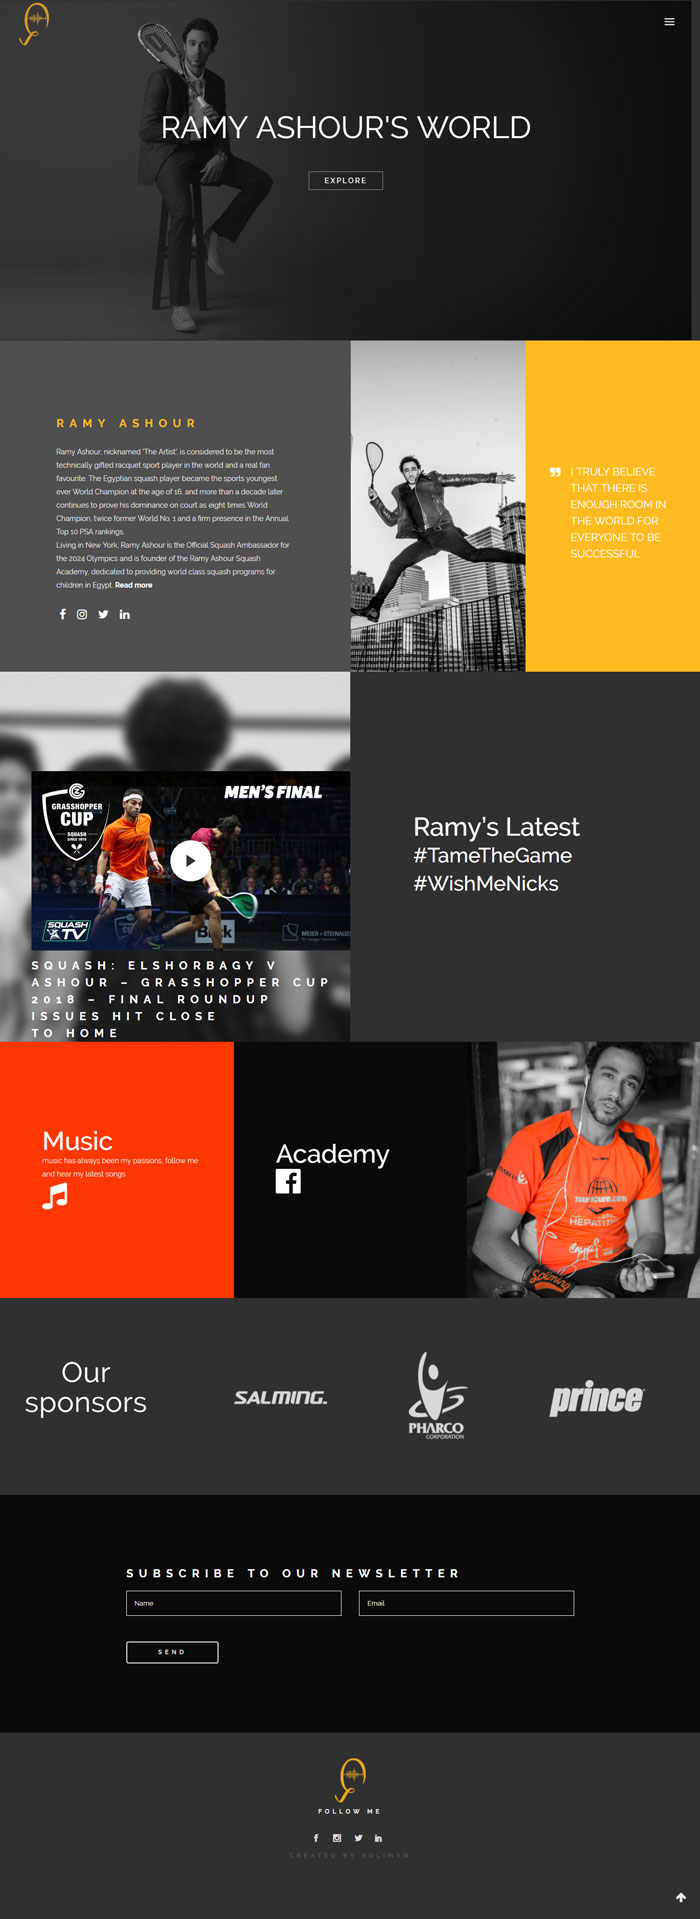 RAMY ASHOUR'S WORLD
EXPLORE
RAMY ASHOUR
Ramy Ashour, nicknamed 'The Artist', is considered to be the most
technically gifted racquet sport player in the world and a real fan
favourite. The Egyptian squash player became the sports youngest
ever World Champion at the age of 16, and more than a decade later
continues to prove his dominance on court as eight times World
Champion, twice former World No. 1 and a firm presence in the Annual
Top 10 PSA rankings.
Living in New York, Ramy Ashour is the Official Squash Ambassador for
the 2024 Olympics and is founder of the Ramy Ashour Squash
Academy, dedicated to providing world class squash programs for
children in Egypt. Read more
I TRULY BELIEVE
THAT THERE IS
ENOUGH ROOM IN
THE WORLD FOR
EVERYONE TO BE
SUCCESSFUL
GRASSHOPPER
CUP
SQUASH
MEN'S FINAL
SQUASH
TV
MEIER + STEINAUER
SQUASH: ELSHORBAGY V
ASHOUR – GRASSHOPPER CUP
2018 – FINAL ROUNDUP
ISSUES HIT CLOSE
TO HOME
Ramy's Latest
#TameTheGame
#WishMeNicks
Music
music has always been my passions, follow me
and hear my latest songs
Academy
HEPATITI
Salming
Our
sponsors
SALMING.
PHARCO
CORPORATION
prince
SUBSCRIBE TO OUR NEWSLETTER
Name
Email
SEND
FOLLOW ME
CREATED BY SOLIMAN